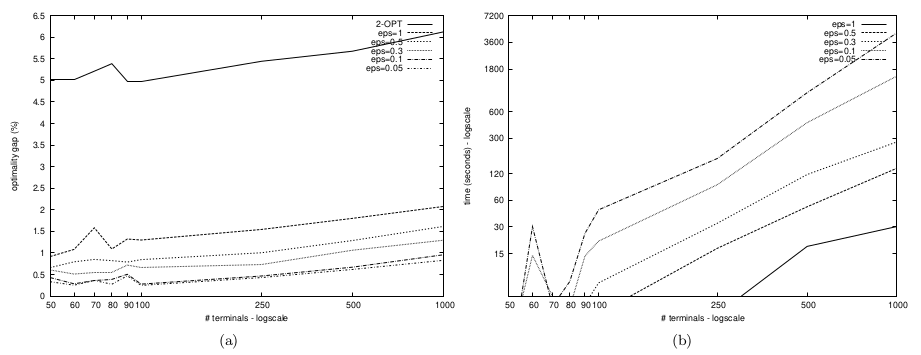 6.5
6
5.5
5
4.5
4
3.5
3
2.5
2
1.5
1
0.5
0
optimality gap (%)
2-OPT
eps=1
eps=0.5
eps=0.3
eps=0.1
eps=0.05
50 60 70 80 90 100 250 500 1000
# terminals - logscale
(a)
7200
3600
1800
600
300
120
60
30
15
time (seconds) - logscale
eps=1
eps=0.5
eps=0.3
eps=0.1
eps=0.05
50 60 70 80 90 100 250 500 1000
# terminals - logscale
(b)